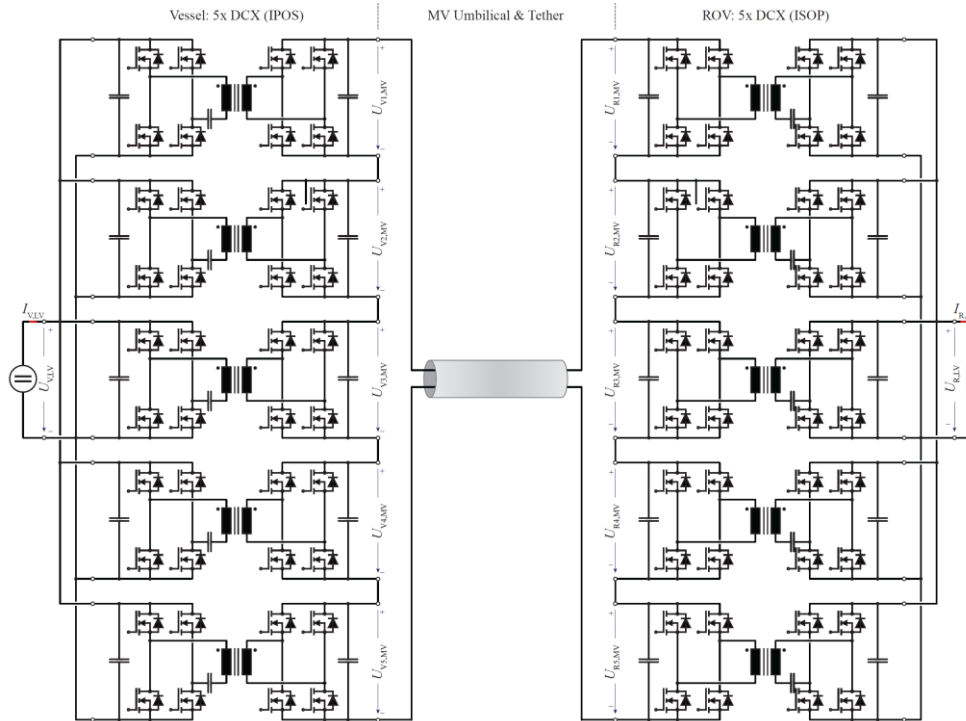 Vessel: 5x DCX (IPOS)
MV Umbilical & Tether
ROV: 5x DCX (ISOP)
+
U_V1,MV
−
+
U_R1,MV
−
+
U_V2,MV
−
+
U_R2,MV
−
I_V,LV
+
U_V,LV
−
+
U_V3,MV
−
+
U_R3,MV
−
I_R,
+
U_R,LV
−
+
U_V4,MV
−
+
U_R4,MV
−
+
U_V5,MV
−
+
U_R5,MV
−